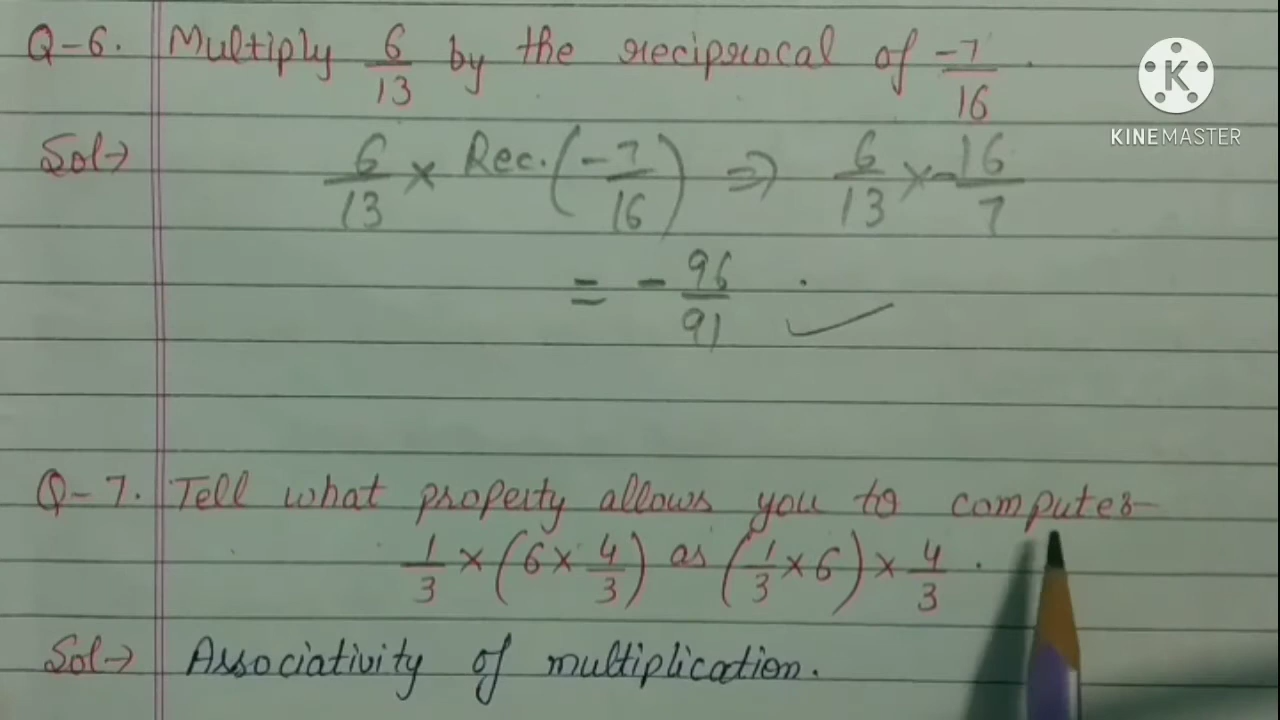 Q-6. Multiply 6/13 by the reciprocal of -7/16.
K
KINEMASTER
Sol→ 6/13 × Rec. (-7/16) ⇒ 6/13 × -16/7
= - 96/91
Q-7. Tell what property allows you to compute:-
1/3 × (6 × 4/3) as (1/3 × 6) × 4/3.
Sol→ Associativity of multiplication.